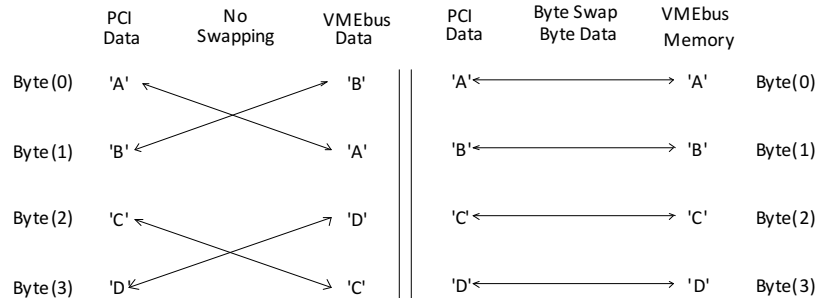 PCI Data No Swapping VMEbus Data PCI Data Byte Swap Byte Data VMEbus Memory
Byte(0) 'A' 'B' 'A' 'A' Byte(0)
Byte(1) 'B' 'A' 'B' 'B' Byte(1)
Byte(2) 'C' 'D' 'C' 'C' Byte(2)
Byte(3) 'D' 'C' 'D' 'D' Byte(3)